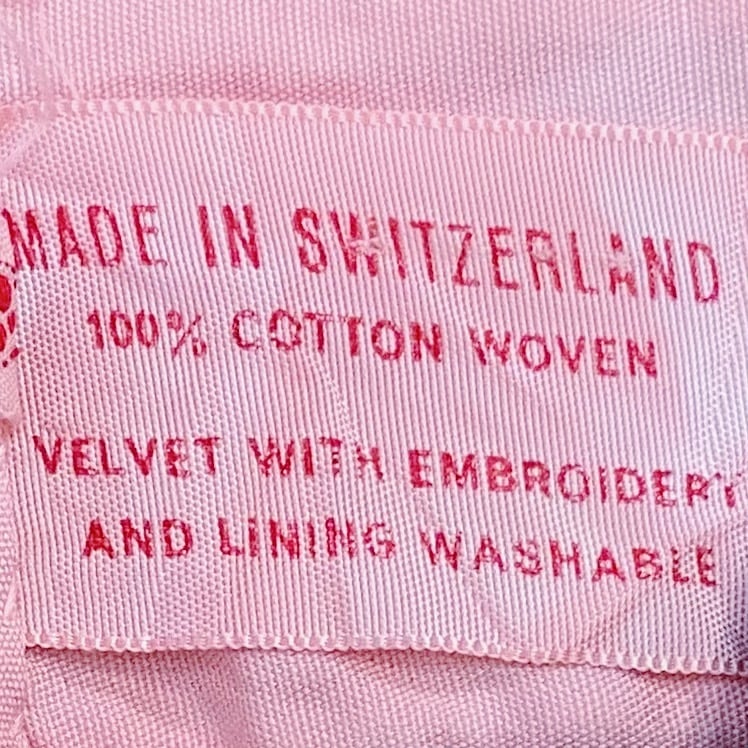 MADE IN SWITZERLAND
100% COTTON WOVEN
VELVET WITH EMBROIDERY
AND LINING WASHABLE